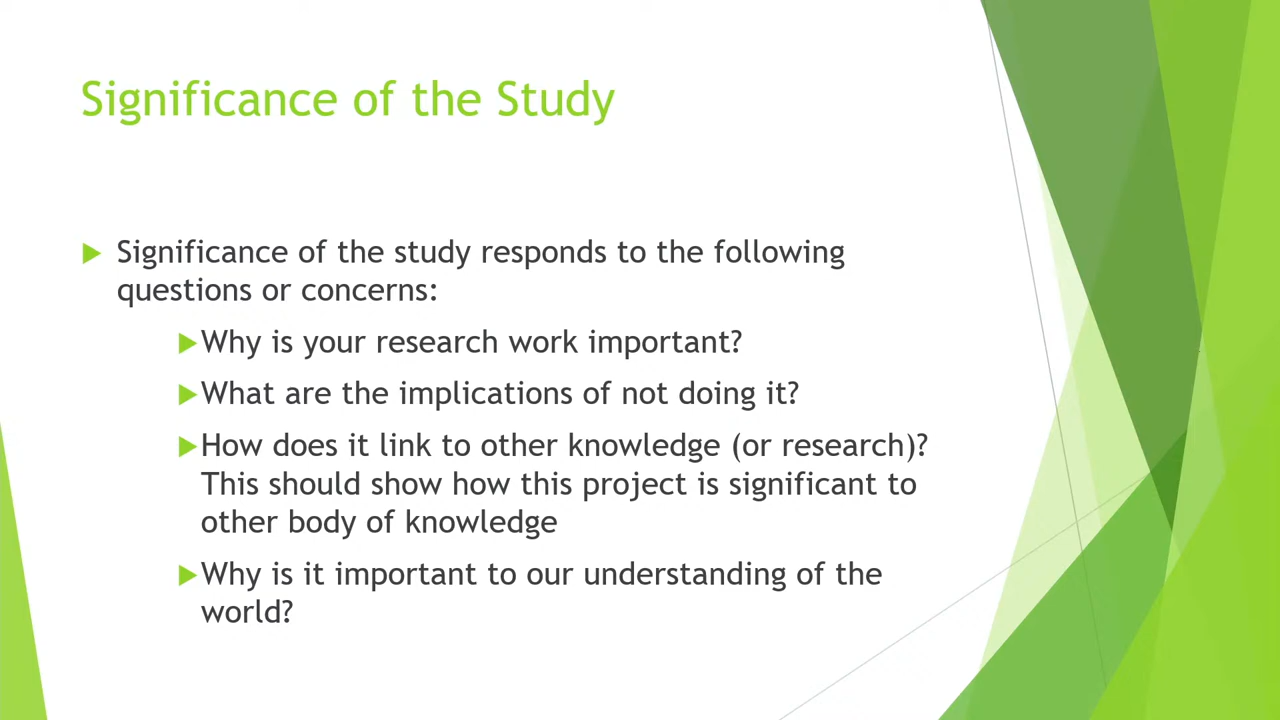 Significance of the Study
Significance of the study responds to the following
questions or concerns:
Why is your research work important?
What are the implications of not doing it?
How does it link to other knowledge (or research)?
This should show how this project is significant to
other body of knowledge
Why is it important to our understanding of the
world?